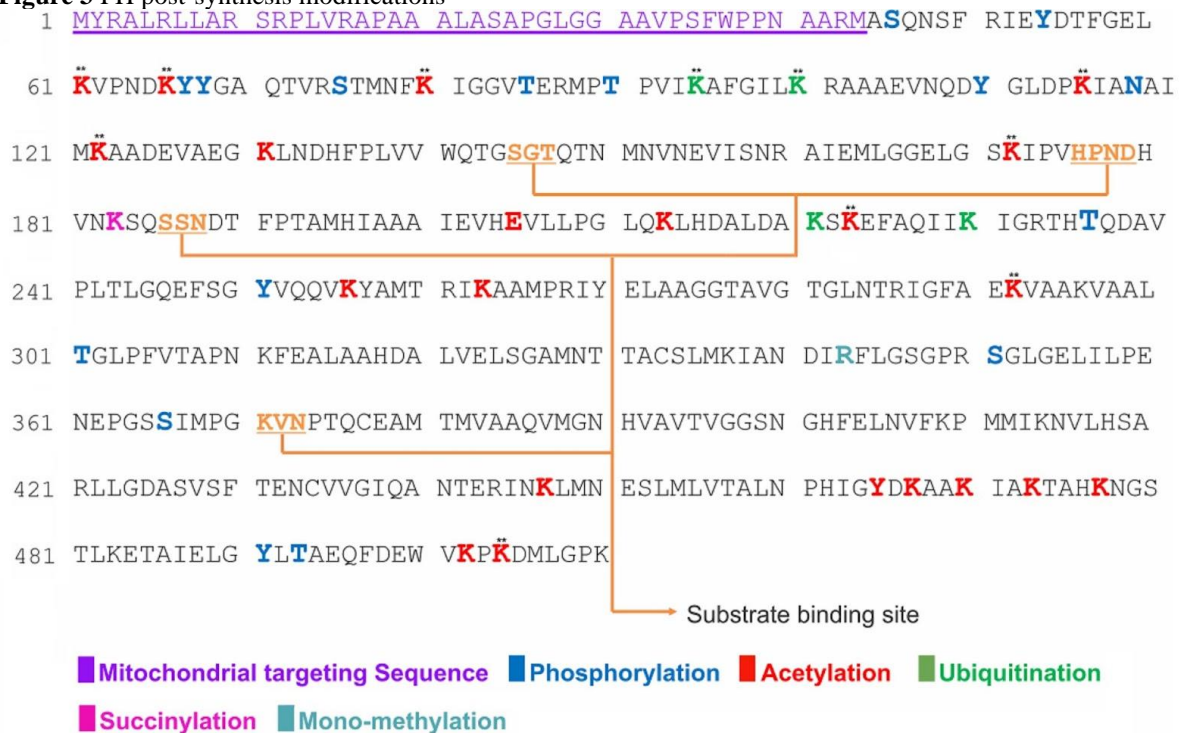 Figure 3 FH post-synthesis modifications
1 MYRALRLLAR SRPLVRAPAA ALASAPGLGG AAVPSFWPPN AARMASQNSF RIEYDTFGEL
61 KVPNDKYYGA QTVRSTMNFK IGGVTERMPT PVIKAFGILK RAAAEVNQDY GLDPKIANAI
121 MKAADEVAEG KLNDHFPLVV WQTGSGTQTN MNVNEVISNR AIEMLGGELG SKIPVHPNDH
181 VNKSQSSNDT FPTAMHIAAA IEVHEVLLPG LQKLHDALDA KSKEFAQIIK IGRTHTQDAV
241 PLTLGQEFSG YVQQVKYAMT RIKAAMPRIY ELAAGGTAVG TGLNTRIGFA EKVAAKVAAL
301 TGLPFVTAPN KFEALAAHDA LVELSGAMNT TACSLMKIAN DIRFLGSGPR SGLGELILPE
361 NEPGSSIMPG KVNPTQCEAM TMVAAQVMGN HVAVTVGGSN GHFELNVFKP MMIKNVLHSA
421 RLLGDASVSF TENCVVGIQA NTERINKLMN ESLMLVTALN PHIGYDKAAK IAKTAHKNGS
481 TLKETAIELG YLTAEQFDEW VKPKDMLGPK
Substrate binding site
Mitochondrial targeting Sequence Phosphorylation Acetylation Ubiquitination
Succinylation Mono-methylation